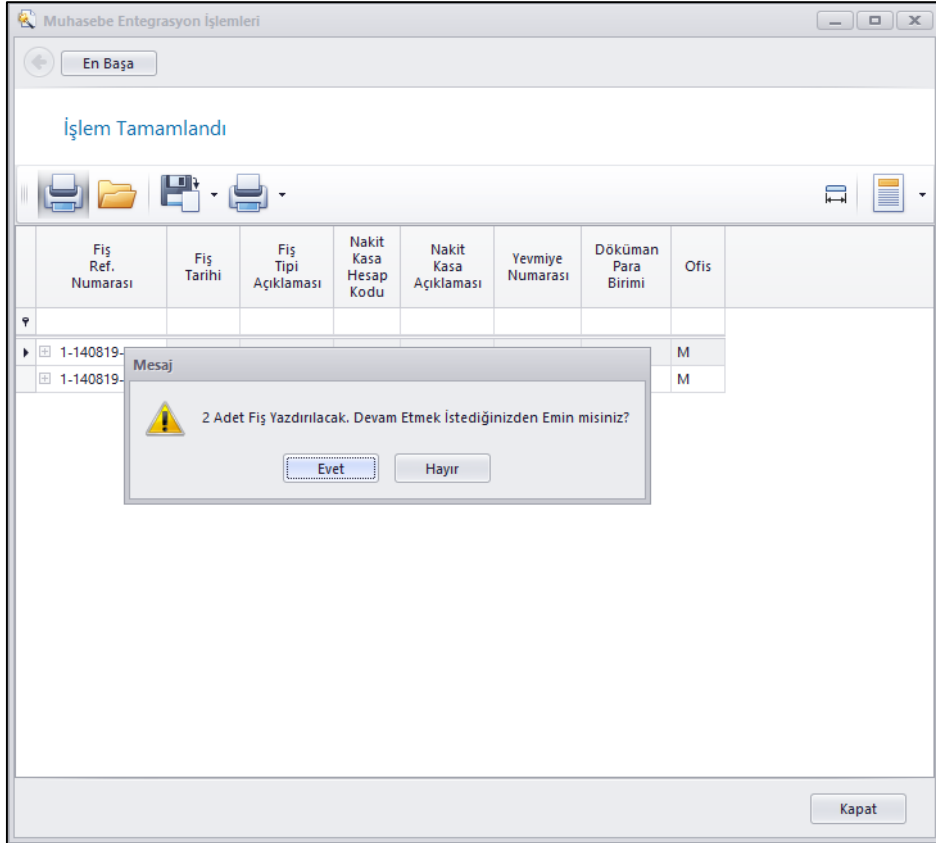 Muhasebe Entegrasyon İşlemleri
En Başa
İşlem Tamamlandı
Fiş Ref. Numarası
Fiş Tarihi
Fiş Tipi Açıklaması
Nakit Kasa Hesap Kodu
Nakit Kasa Açıklaması
Yevmiye Numarası
Döküman Para Birimi
Ofis
1-140819- M
1-140819- M
Mesaj
2 Adet Fiş Yazdırılacak. Devam Etmek İstediğinizden Emin misiniz?
Evet
Hayır
Kapat